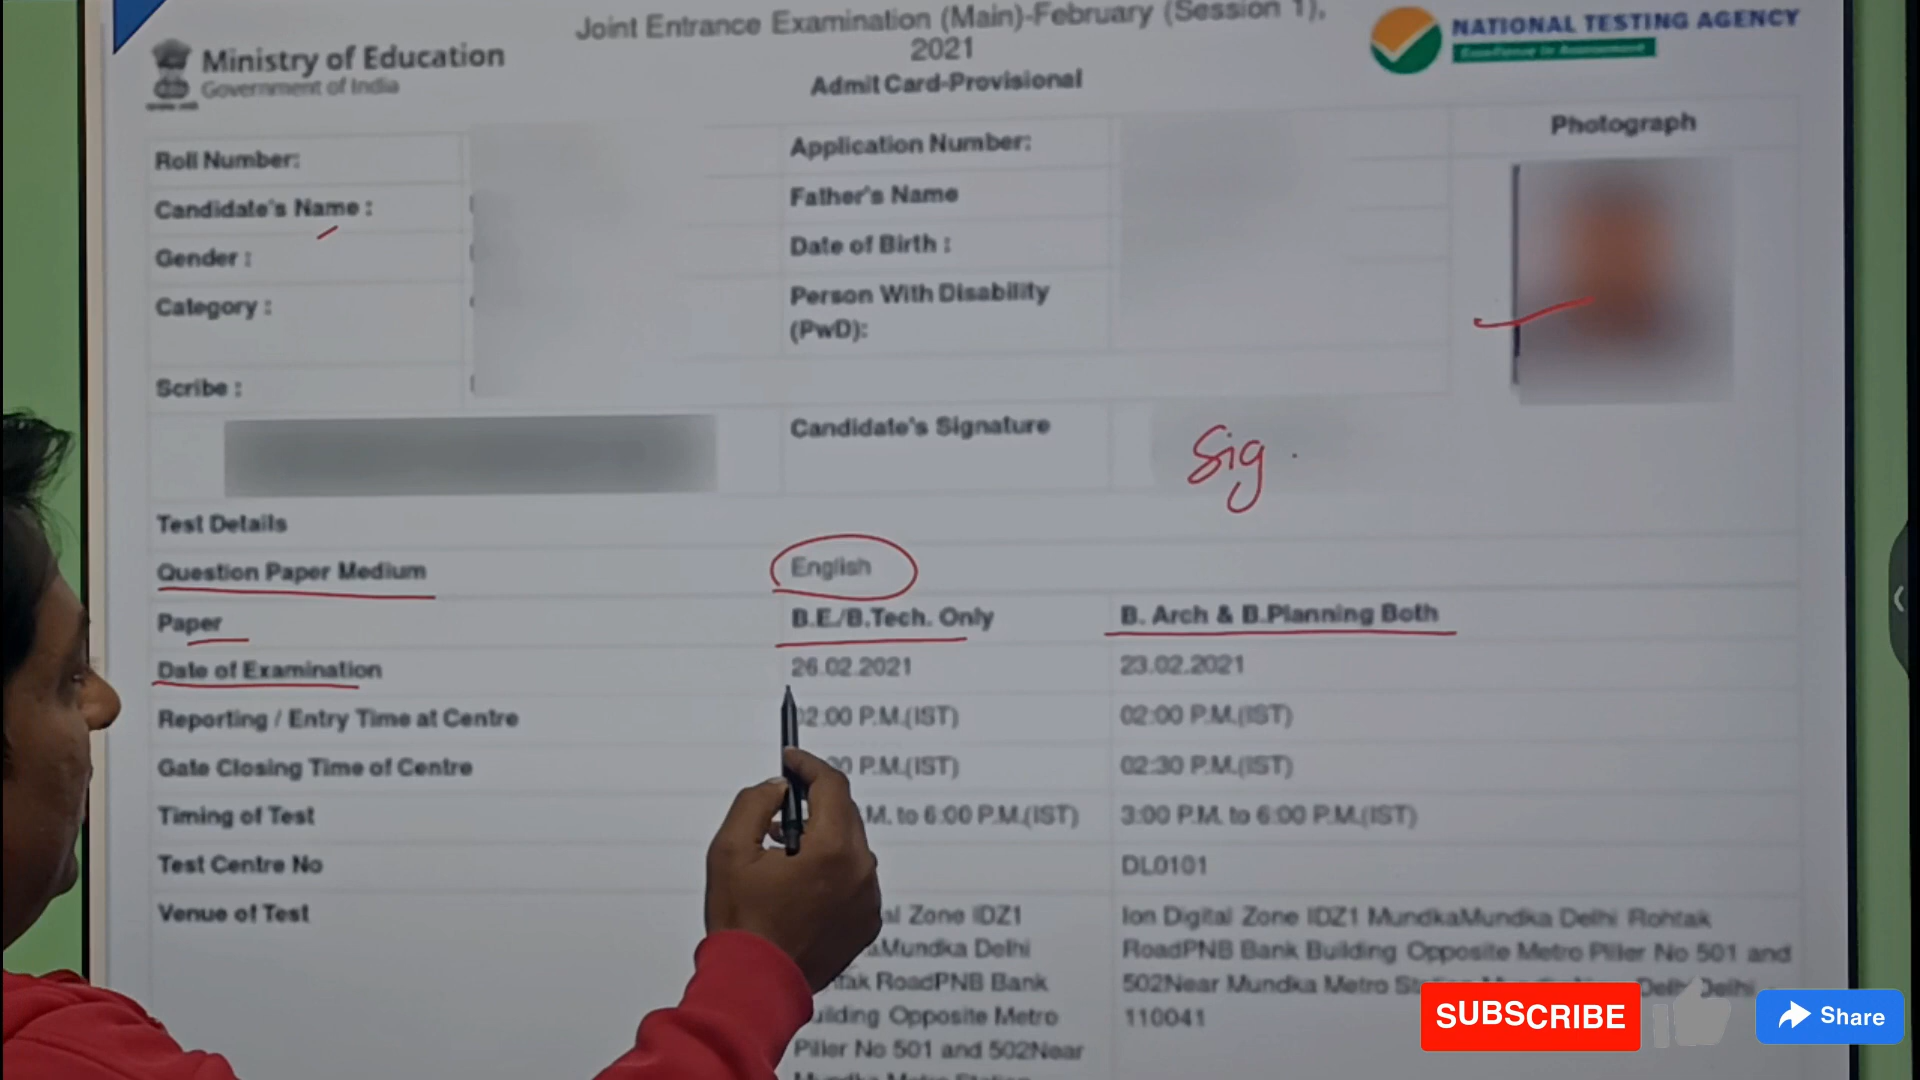 Joint Entrance Examination (Main)-February (Session 1),
2021
Admit Card-Provisional
Ministry of Education
Government of India
NATIONAL TESTING AGENCY
Excellence in Assessment
Photograph
Roll Number:
Application Number:
Candidate's Name :
Father's Name
Gender :
Date of Birth :
Category :
Person With Disability
(PwD):
Scribe :
Candidate's Signature
Sig
Test Details
Question Paper Medium English
Paper B.E./B.Tech. Only B. Arch & B.Planning Both
Date of Examination 26.02.2021 23.02.2021
Reporting / Entry Time at Centre 02:00 P.M.(IST) 02:00 P.M.(IST)
Gate Closing Time of Centre P.M.(IST) 02:30 P.M.(IST)
Timing of Test to 6:00 P.M.(IST) 3:00 P.M. to 6:00 P.M.(IST)
Test Centre No DL0101
Venue of Test
Zone IDZ1
Mundka Delhi
RoadPNB Bank
Opposite Metro
Piller No 501 and 502Near
Ion Digital Zone IDZ1 MundkaMundka Delhi Rohtak
RoadPNB Bank Building Opposite Metro Piller No 501 and
502Near Mundka Metro
110041
SUBSCRIBE
Share